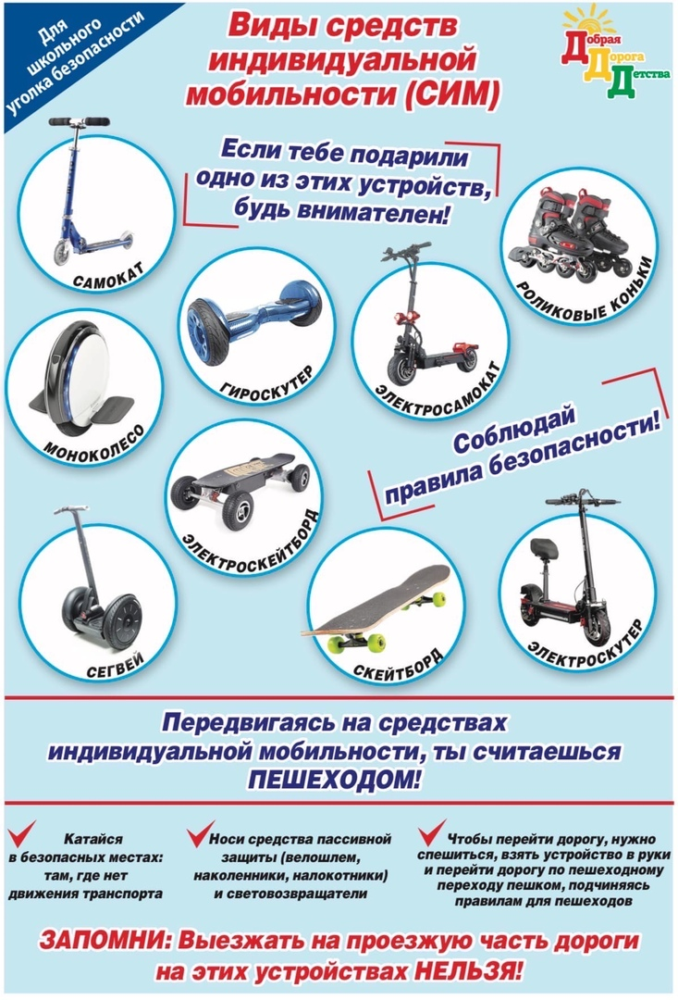 Для
школьного
уголка безопасности
Виды средств
индивидуальной
мобильности (СИМ)
Добрая
Дорога
Детства
Если тебе подарили
одно из этих устройств,
будь внимателен!
САМОКАТ
РОЛИКОВЫЕ КОНЬКИ
ГИРОСКУТЕР
ЭЛЕКТРОСАМОКАТ
МОНОКОЛЕСО
Соблюдай
правила безопасности!
ЭЛЕКТРОСКЕЙТБОРД
СЕГВЕЙ
СКЕЙТБОРД
ЭЛЕКТРОСКУТЕР
Передвигаясь на средствах
индивидуальной мобильности, ты считаешься
ПЕШЕХОДОМ!
Катайся
в безопасных местах:
там, где нет
движения транспорта
Носи средства пассивной
защиты (велошлем,
наколенники, налокотники)
и световозвращатели
Чтобы перейти дорогу, нужно
спешиться, взять устройство в руки
и перейти дорогу по пешеходному
переходу пешком, подчиняясь
правилам для пешеходов
ЗАПОМНИ: Выезжать на проезжую часть дороги
на этих устройствах НЕЛЬЗЯ!